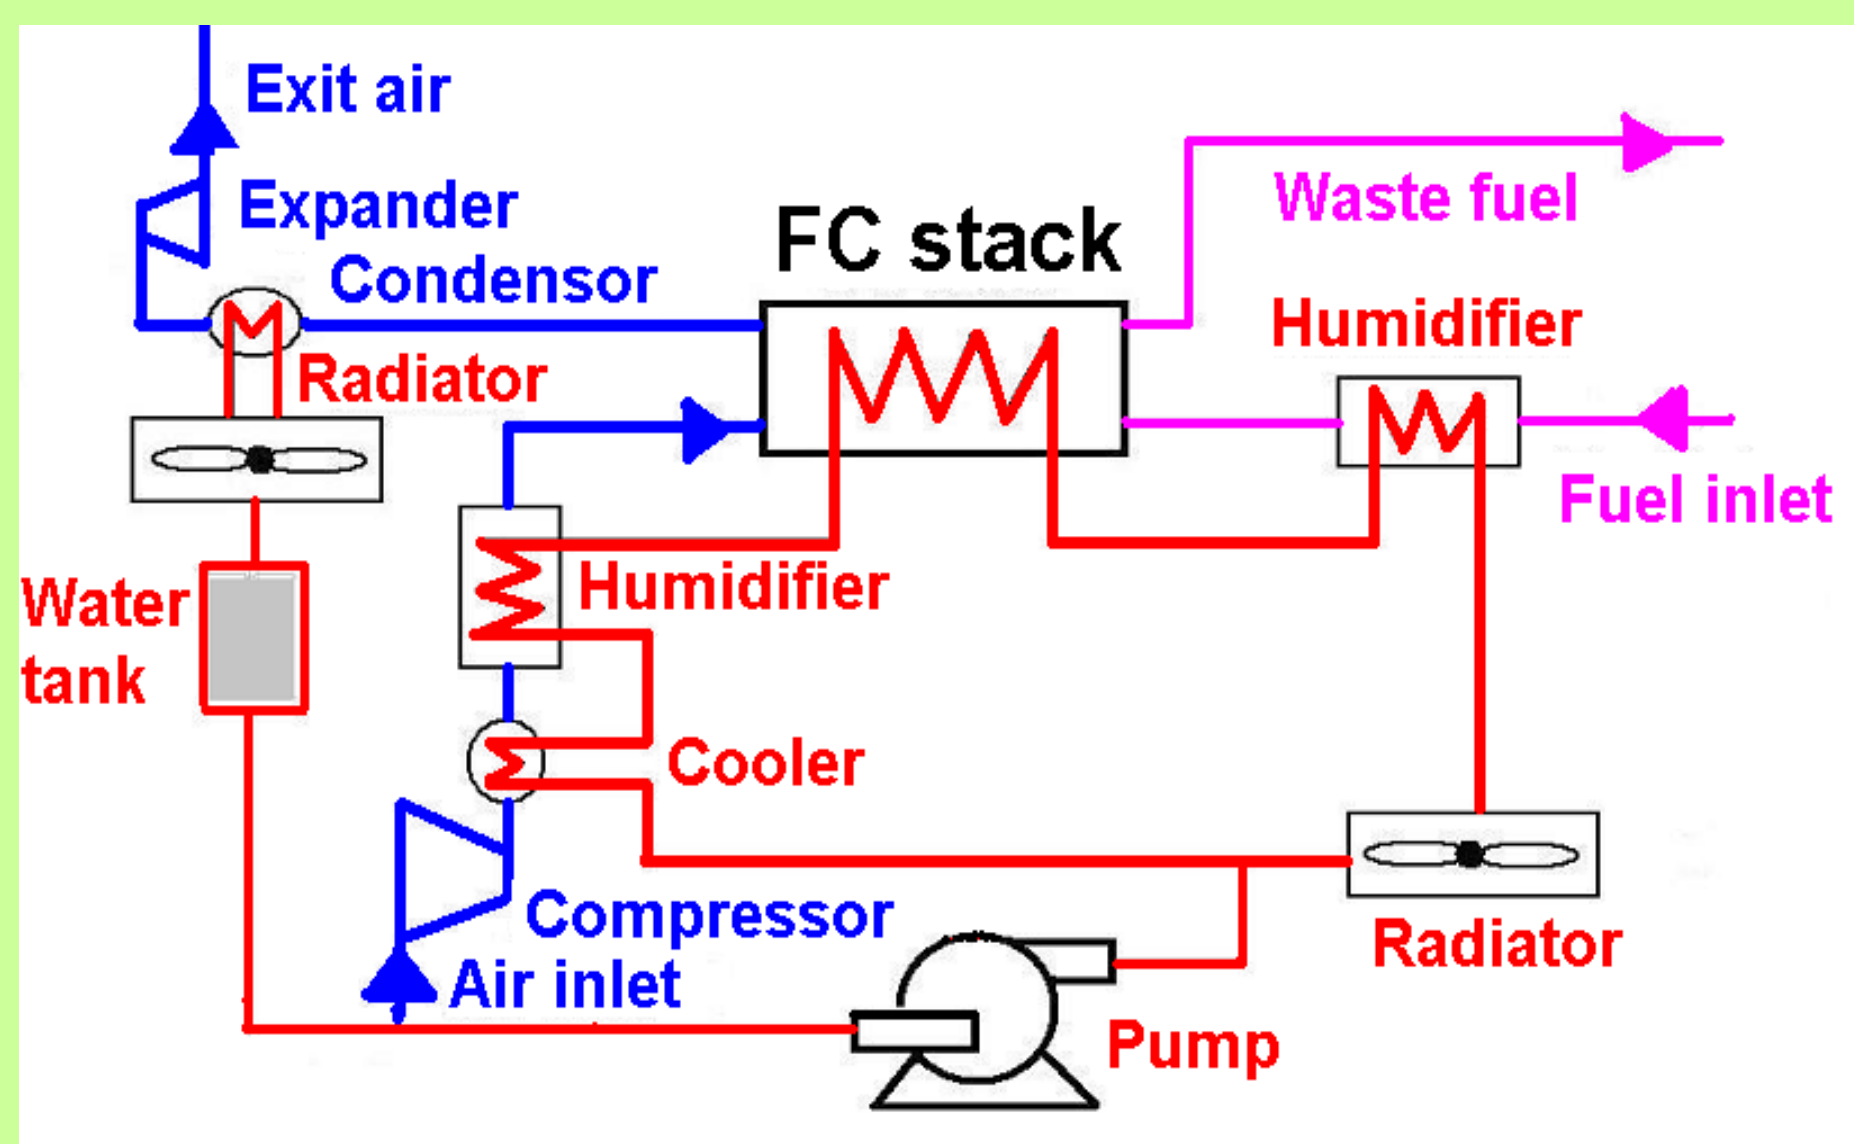 Exit air
Expander
Condensor
Radiator
FC stack
Waste fuel
Humidifier
Fuel inlet
Water
tank
Humidifier
Cooler
Compressor
Air inlet
Pump
Radiator